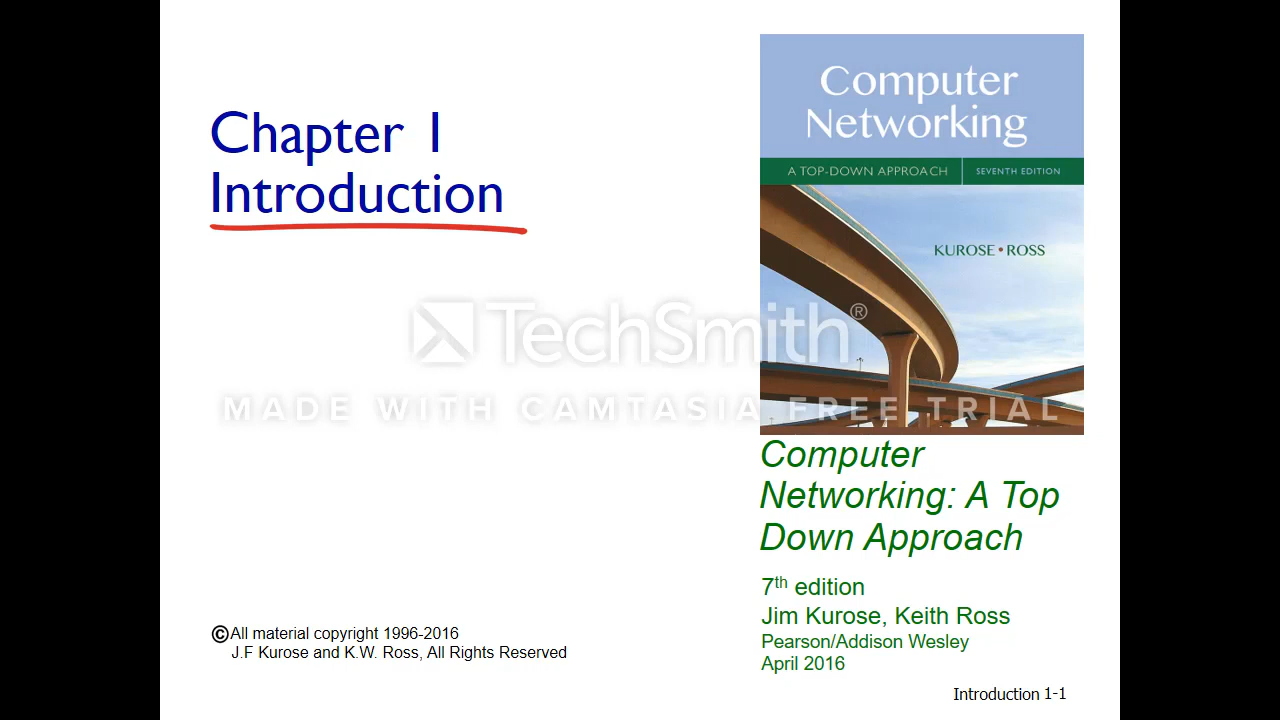 Chapter 1
Introduction
Computer
Networking
A TOP-DOWN APPROACH
SEVENTH EDITION
KUROSE • ROSS
TechSmith®
MADE WITH CAMTASIA FREE TRIAL
Computer
Networking: A Top
Down Approach
7th edition
Jim Kurose, Keith Ross
Pearson/Addison Wesley
April 2016
©All material copyright 1996-2016
J.F Kurose and K.W. Ross, All Rights Reserved
Introduction 1-1